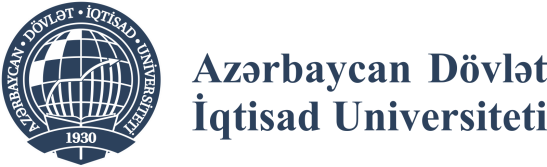 AZƏRBAYCAN • DÖVLƏT • İQTİSAD • UNİVERSİTETİ
1930
Azərbaycan Dövlət
İqtisad Universiteti